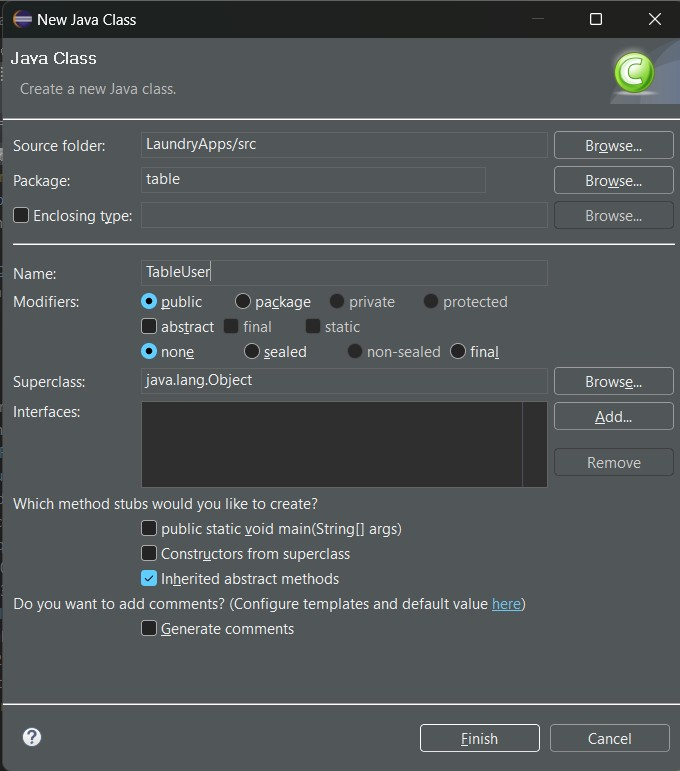 New Java Class
Java Class
Create a new Java class.
C
Source folder: LaundryApps/src Browse...
Package: table Browse...
Enclosing type: Browse...
Name: TableUser
Modifiers: public package private protected
abstract final static
none sealed non-sealed final
Superclass: java.lang.Object Browse...
Interfaces: Add...
Remove
Which method stubs would you like to create?
public static void main(String[] args)
Constructors from superclass
Inherited abstract methods
Do you want to add comments? (Configure templates and default value here)
Generate comments
? Finish Cancel